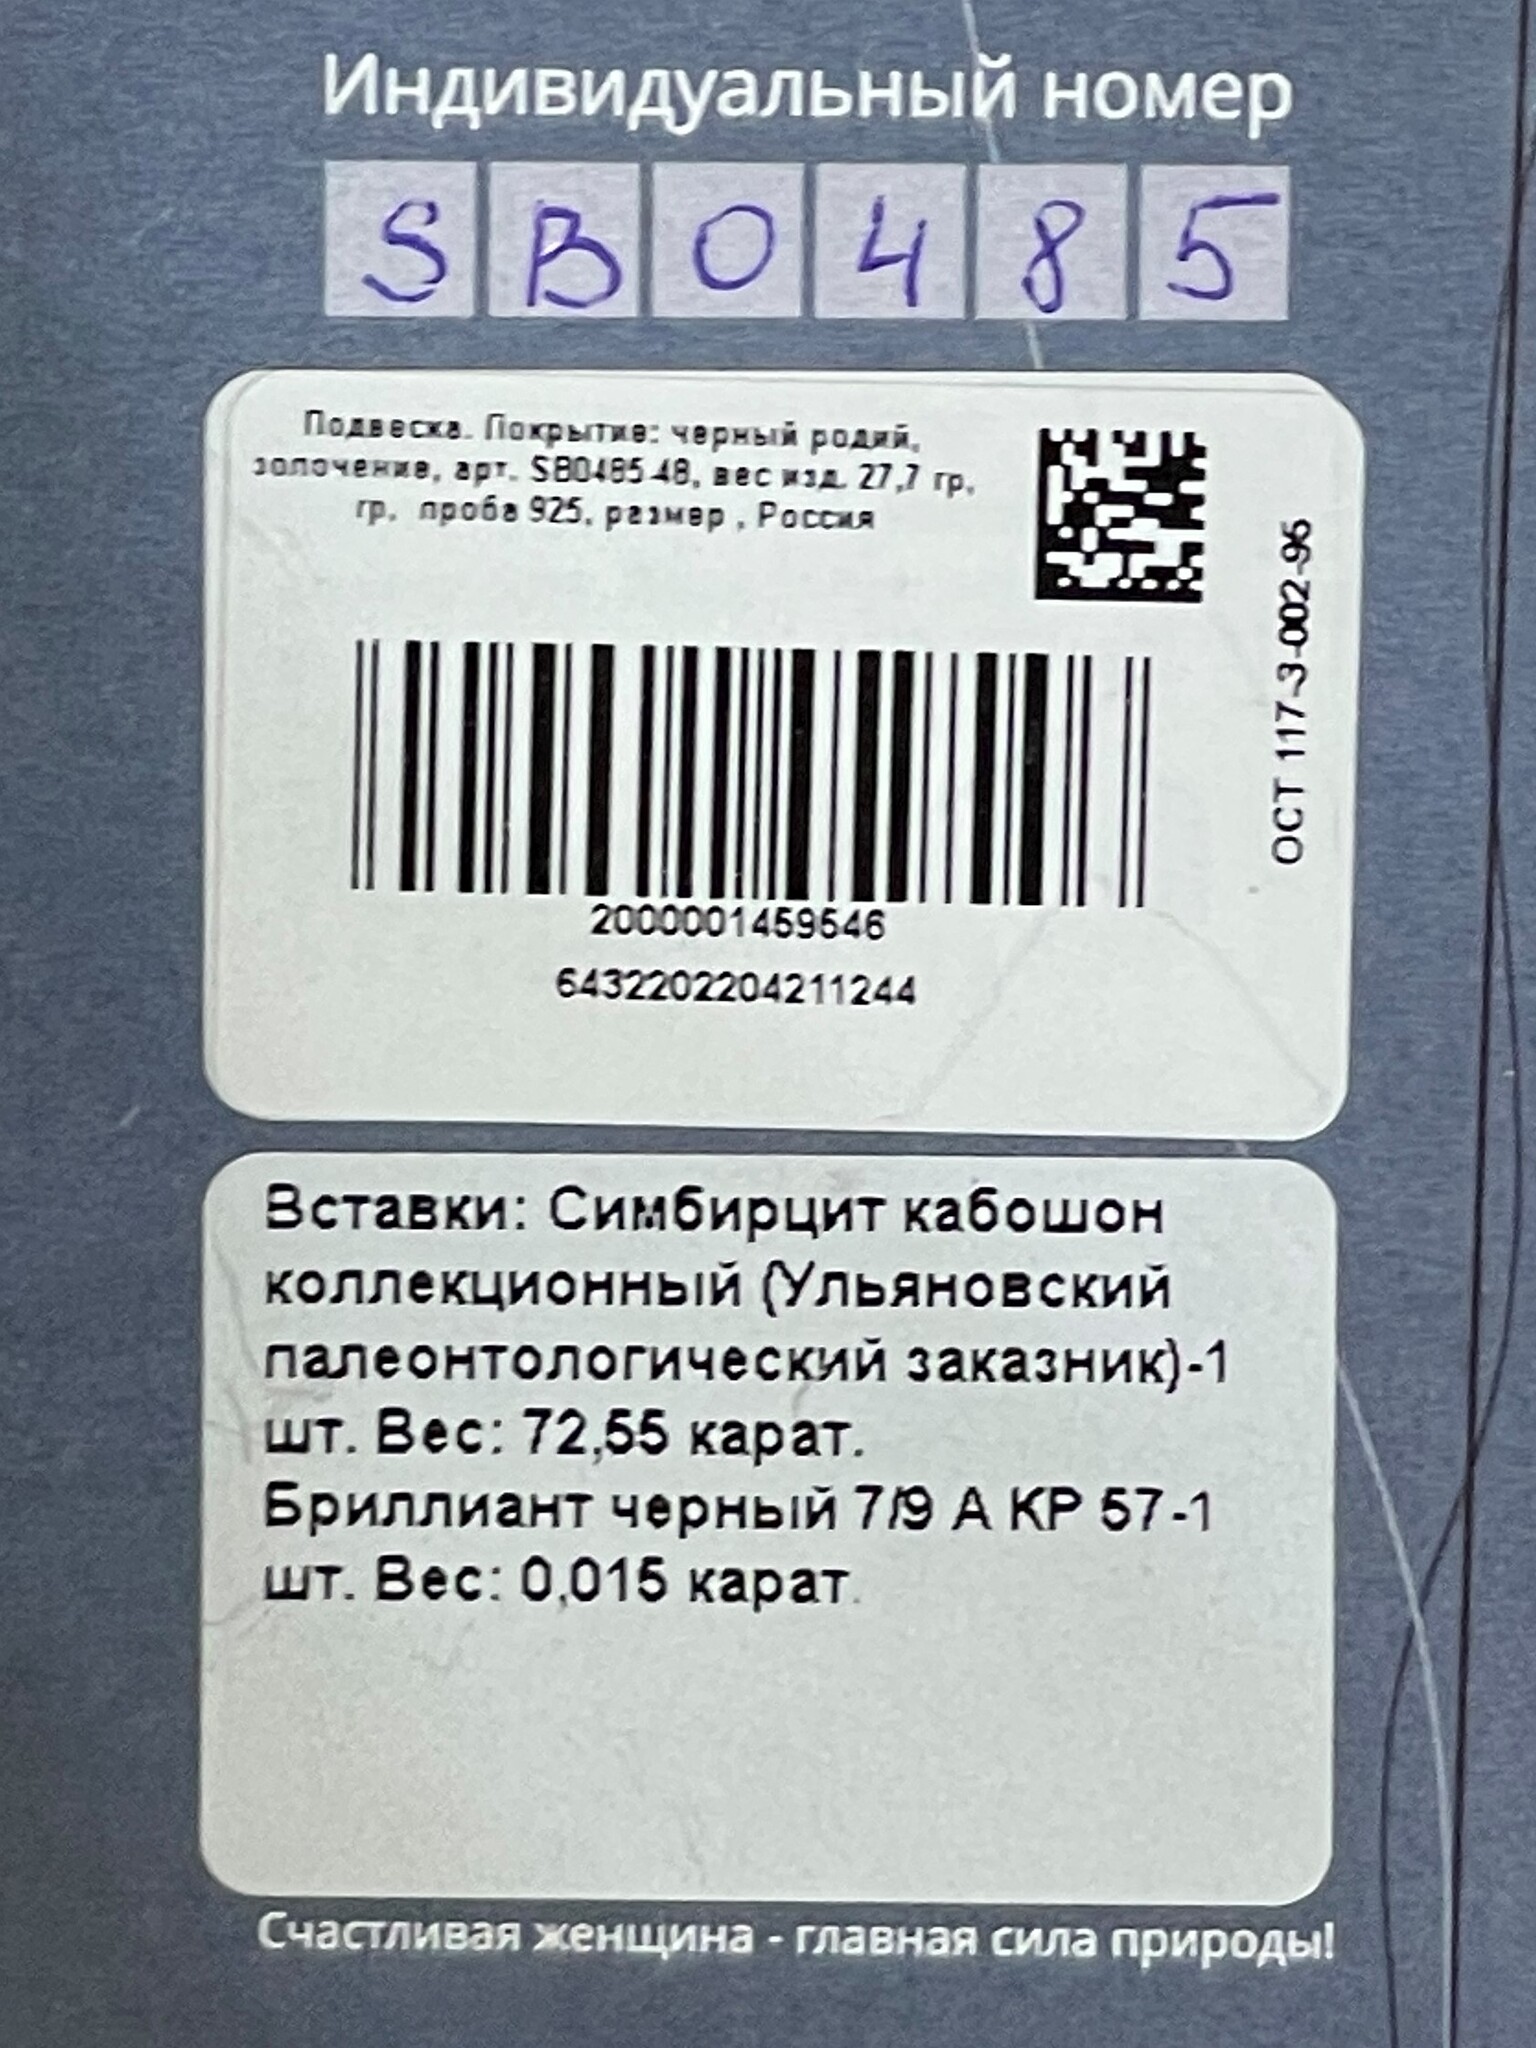 Индивидуальный номер
SB0485
Подвеска. Покрытие: черный родий,
золочение, арт. SB0485-48, вес изд. 27,7 гр,
гр, проба 925, размер , Россия
ОСТ 117-3-002-95
2000001459546
6432202204211244
Вставки: Симбирцит кабошон
коллекционный (Ульяновский
палеонтологический заказник)-1
шт. Вес: 72,55 карат.
Бриллиант черный 7/9 А КР 57-1
шт. Вес: 0,015 карат.
Счастливая женщина - главная сила природы!